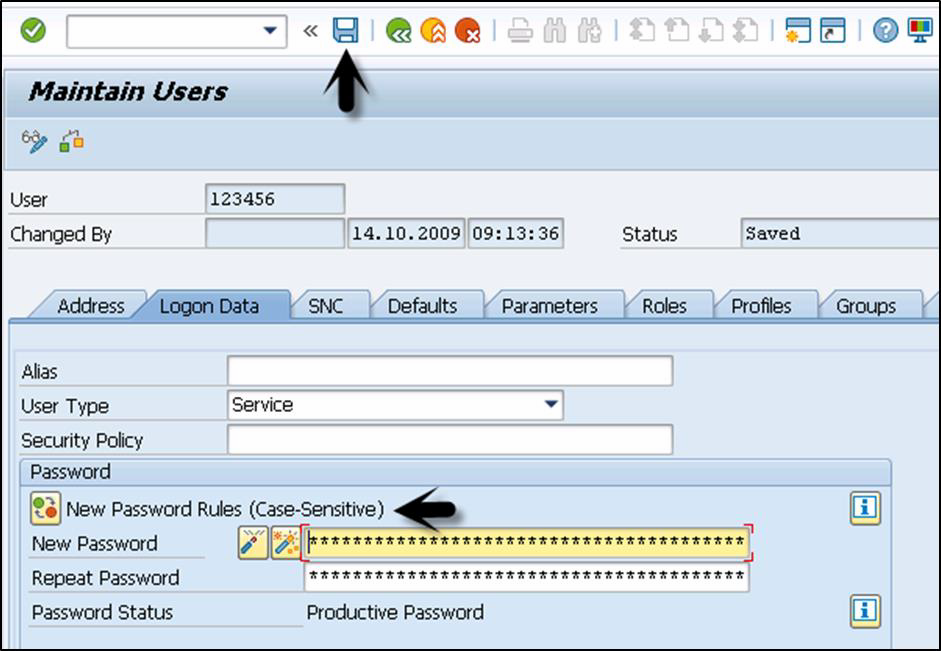 Maintain Users
User 123456
Changed By 14.10.2009 09:13:36 Status Saved
Address Logon Data SNC Defaults Parameters Roles Profiles Groups
Alias
User Type Service
Security Policy
Password
New Password Rules (Case-Sensitive)
New Password ****************************************
Repeat Password ****************************************
Password Status Productive Password